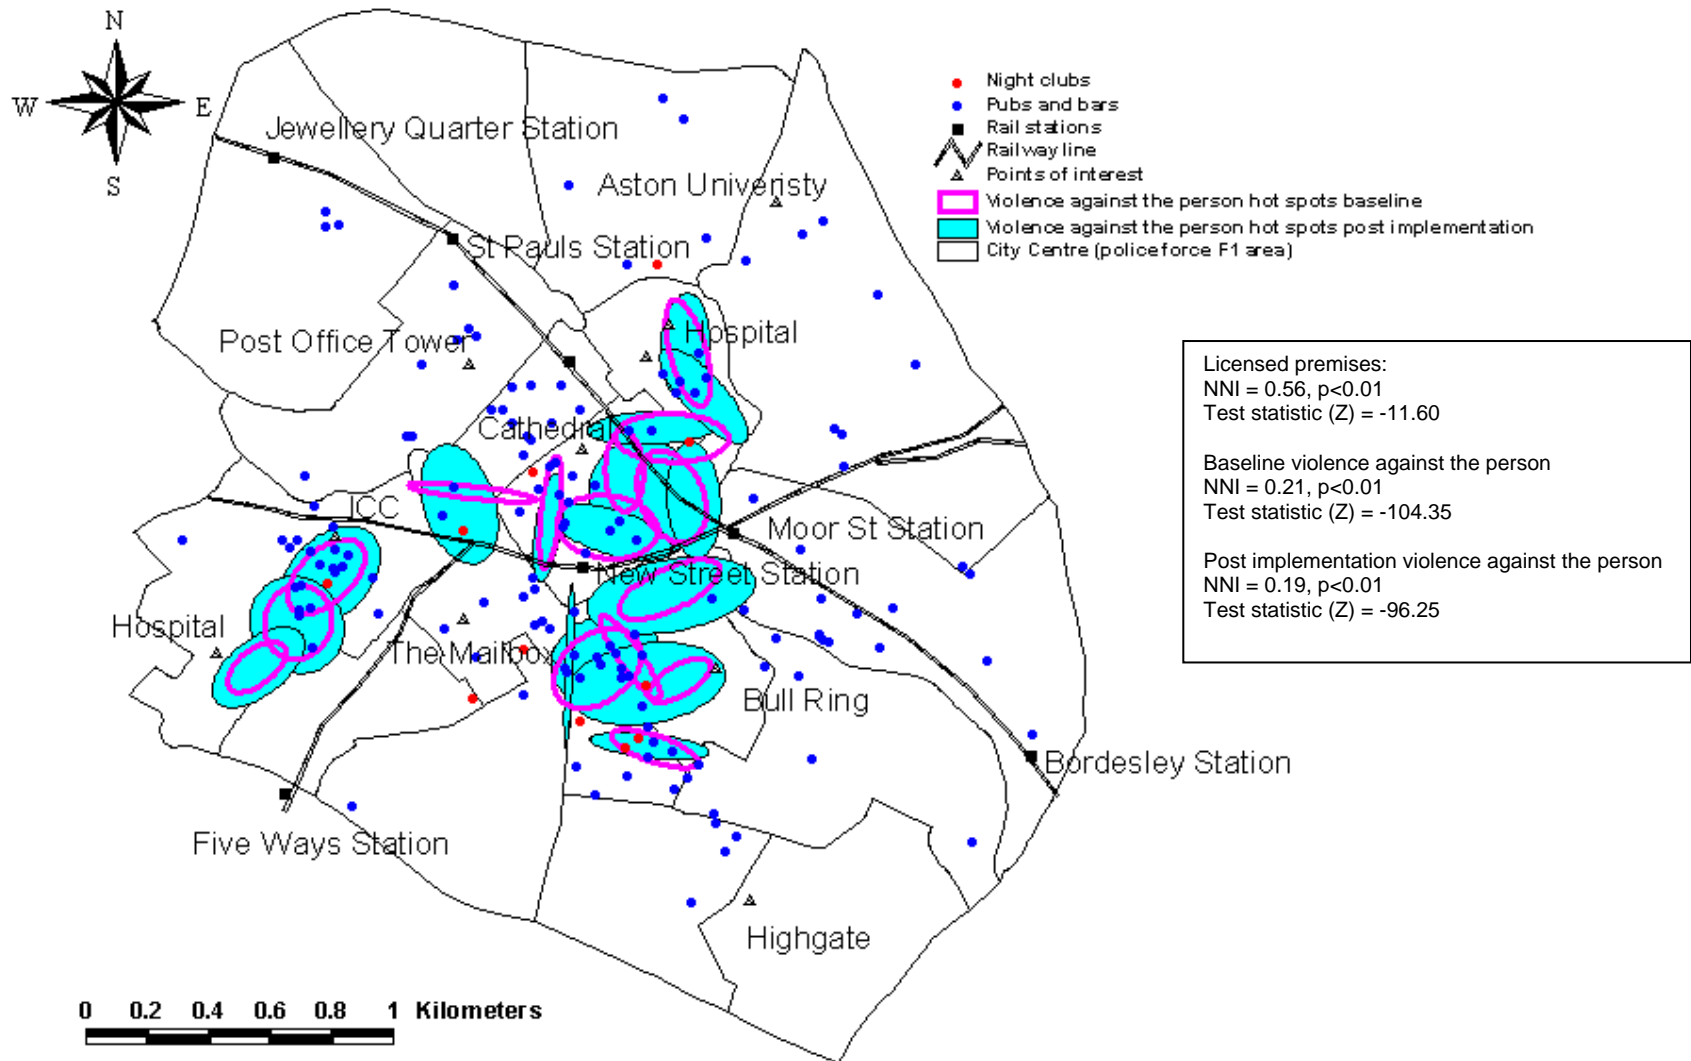 N
W
E
S
Night clubs
Pubs and bars
Rail stations
Railway line
Points of interest
Violence against the person hot spots baseline
Violence against the person hot spots post implementation
City Centre (police force F1 area)
Jewellery Quarter Station
Aston Univeristy
St Pauls Station
Post Office Tower
Hospital
Cathedral
ICC
Moor St Station
New Street Station
Hospital
The Mailbox
Bull Ring
Bordesley Station
Five Ways Station
Highgate
Licensed premises:
NNI = 0.56, p<0.01
Test statistic (Z) = -11.60
Baseline violence against the person
NNI = 0.21, p<0.01
Test statistic (Z) = -104.35
Post implementation violence against the person
NNI = 0.19, p<0.01
Test statistic (Z) = -96.25
0 0.2 0.4 0.6 0.8 1 Kilometers